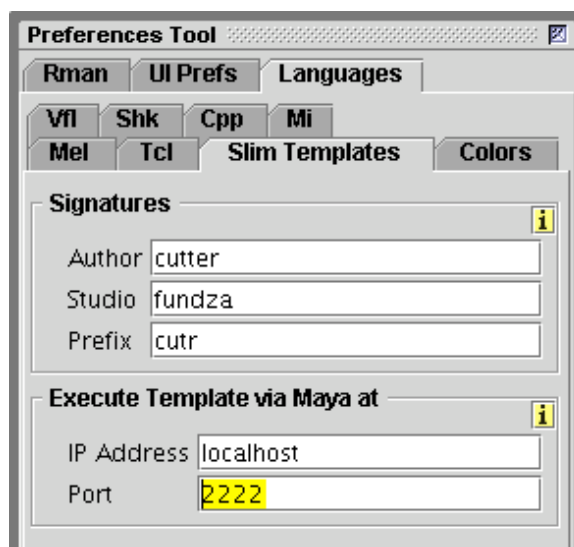 Preferences Tool
Rman UI Prefs Languages
Vfl Shk Cpp Mi
Mel Tcl Slim Templates Colors
Signatures
i
Author cutter
Studio fundza
Prefix cutr
Execute Template via Maya at
i
IP Address localhost
Port 2222